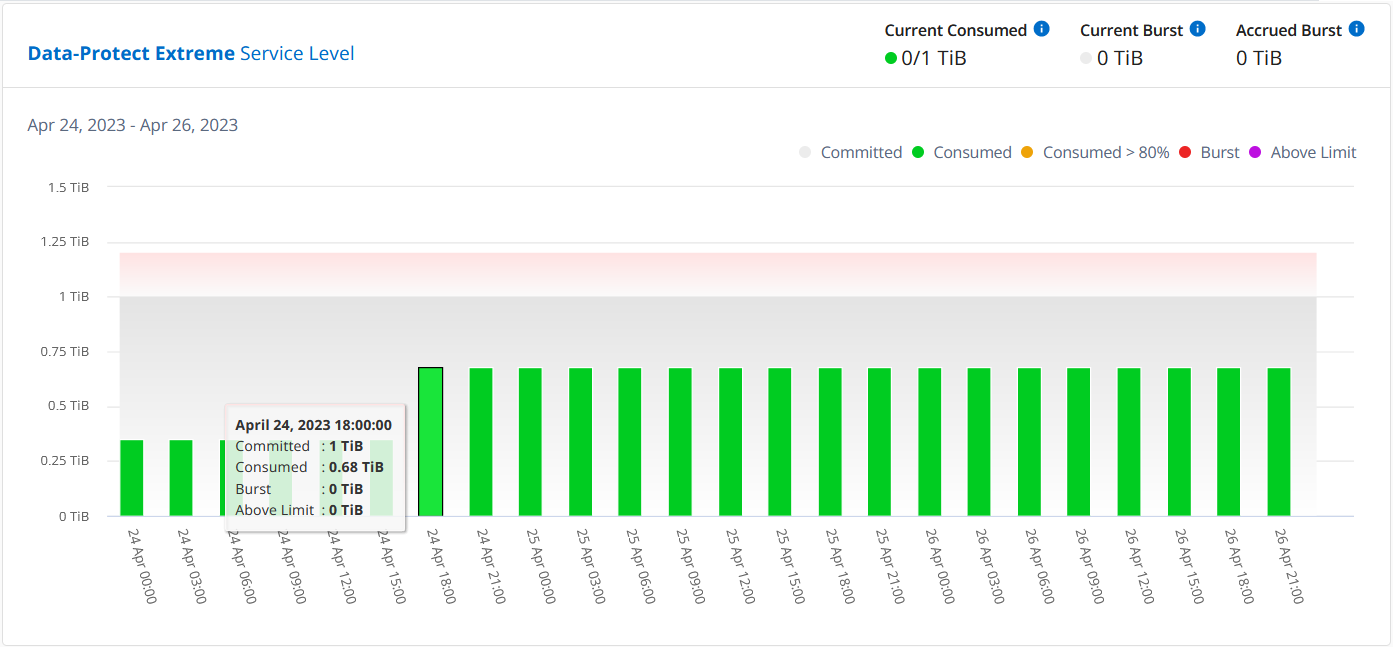 Data-Protect Extreme Service Level
Current Consumed
0/1 TiB
Current Burst
0 TiB
Accrued Burst
0 TiB
Apr 24, 2023 - Apr 26, 2023
Committed Consumed Consumed > 80% Burst Above Limit
1.5 TiB
1.25 TiB
1 TiB
0.75 TiB
0.5 TiB
0.25 TiB
0 TiB
April 24, 2023 18:00:00
Committed : 1 TiB
Consumed : 0.68 TiB
Burst : 0 TiB
Above Limit : 0 TiB
24 Apr 00:00
24 Apr 03:00
24 Apr 06:00
24 Apr 09:00
24 Apr 12:00
24 Apr 15:00
24 Apr 18:00
24 Apr 21:00
25 Apr 00:00
25 Apr 03:00
25 Apr 06:00
25 Apr 09:00
25 Apr 12:00
25 Apr 15:00
25 Apr 18:00
25 Apr 21:00
26 Apr 00:00
26 Apr 03:00
26 Apr 06:00
26 Apr 09:00
26 Apr 12:00
26 Apr 15:00
26 Apr 18:00
26 Apr 21:00